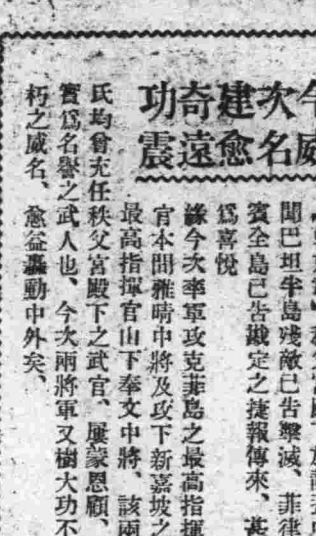 今次建奇功
威名愈遠震
聞巴坦半島殘敵已告擊滅、菲律
賓全島已告戡定之捷報傳來、甚
爲喜悅
緣今次率軍攻克菲島之最高指揮
官本間雅晴中將及攻下新嘉坡之
最高指揮官山下奉文中將、該兩
氏均曾充任秩父宮殿下之武官、屢蒙恩顧、
實爲名譽之武人也、今次兩將軍又樹大功不
朽之威名、愈益轟動中外矣、